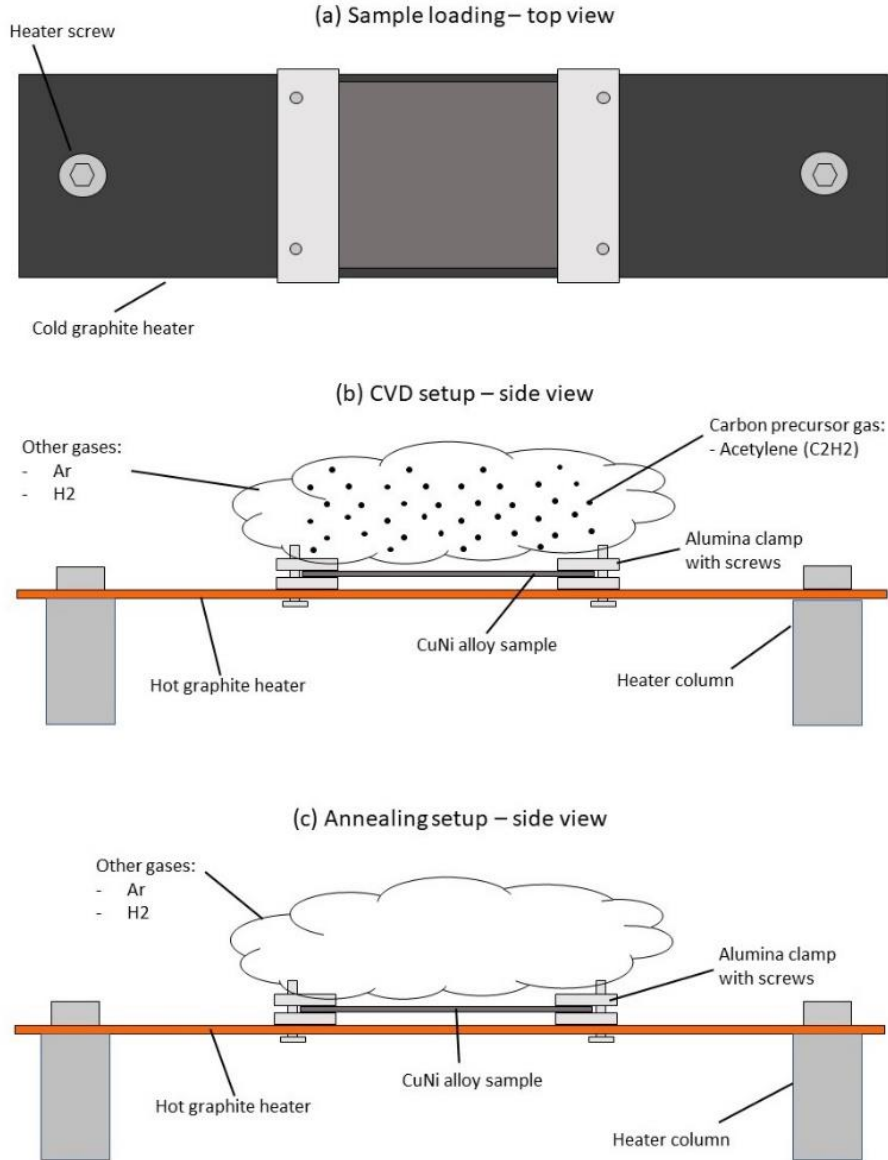 (a) Sample loading – top view
Heater screw
Cold graphite heater
(b) CVD setup – side view
Other gases:
- Ar
- H2
Carbon precursor gas:
- Acetylene (C2H2)
Alumina clamp
with screws
CuNi alloy sample
Hot graphite heater
Heater column
(c) Annealing setup – side view
Other gases:
- Ar
- H2
Alumina clamp
with screws
CuNi alloy sample
Hot graphite heater
Heater column